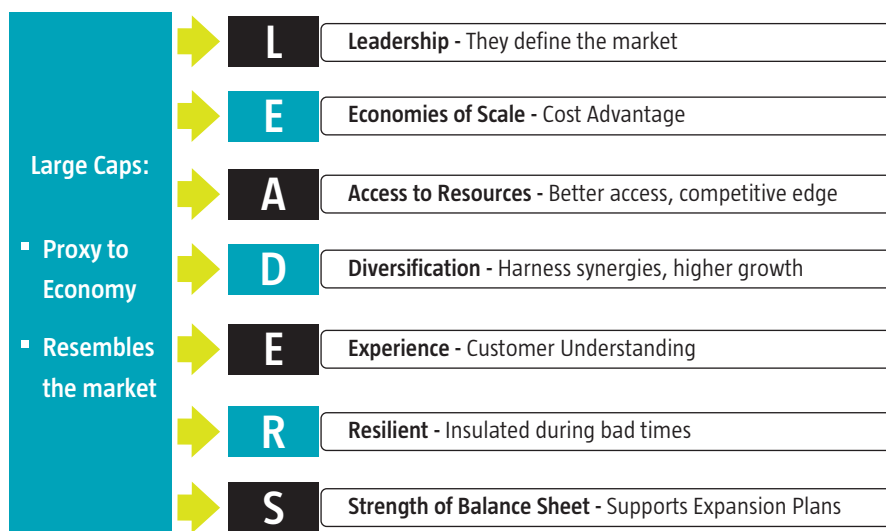 Large Caps:
▪ Proxy to
Economy
▪ Resembles
the market
L
Leadership - They define the market
E
Economies of Scale - Cost Advantage
A
Access to Resources - Better access, competitive edge
D
Diversification - Harness synergies, higher growth
E
Experience - Customer Understanding
R
Resilient - Insulated during bad times
S
Strength of Balance Sheet - Supports Expansion Plans